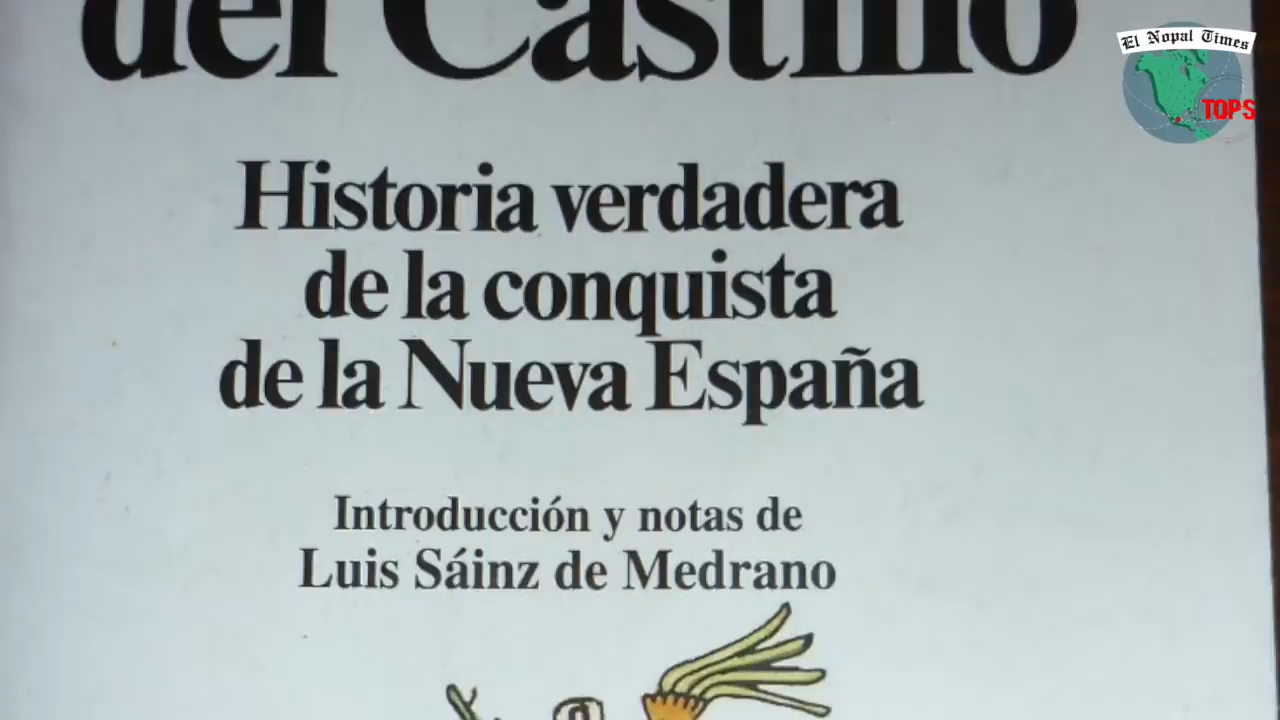 del Castillo
Historia verdadera
de la conquista
de la Nueva España
Introducción y notas de
Luis Sáinz de Medrano
El Nopal Times
TOPS